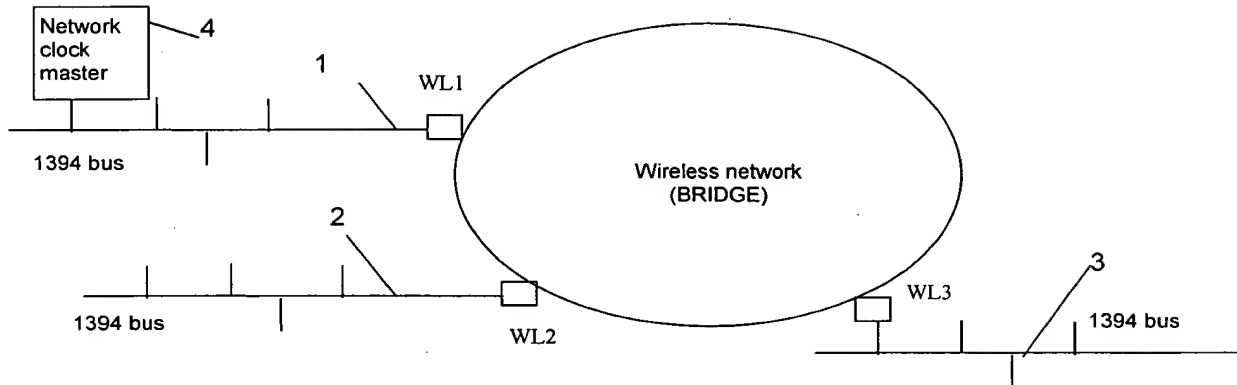 Network
clock
master
4
1
WL1
1394 bus
Wireless network
(BRIDGE)
2
3
WL3
1394 bus
1394 bus
WL2